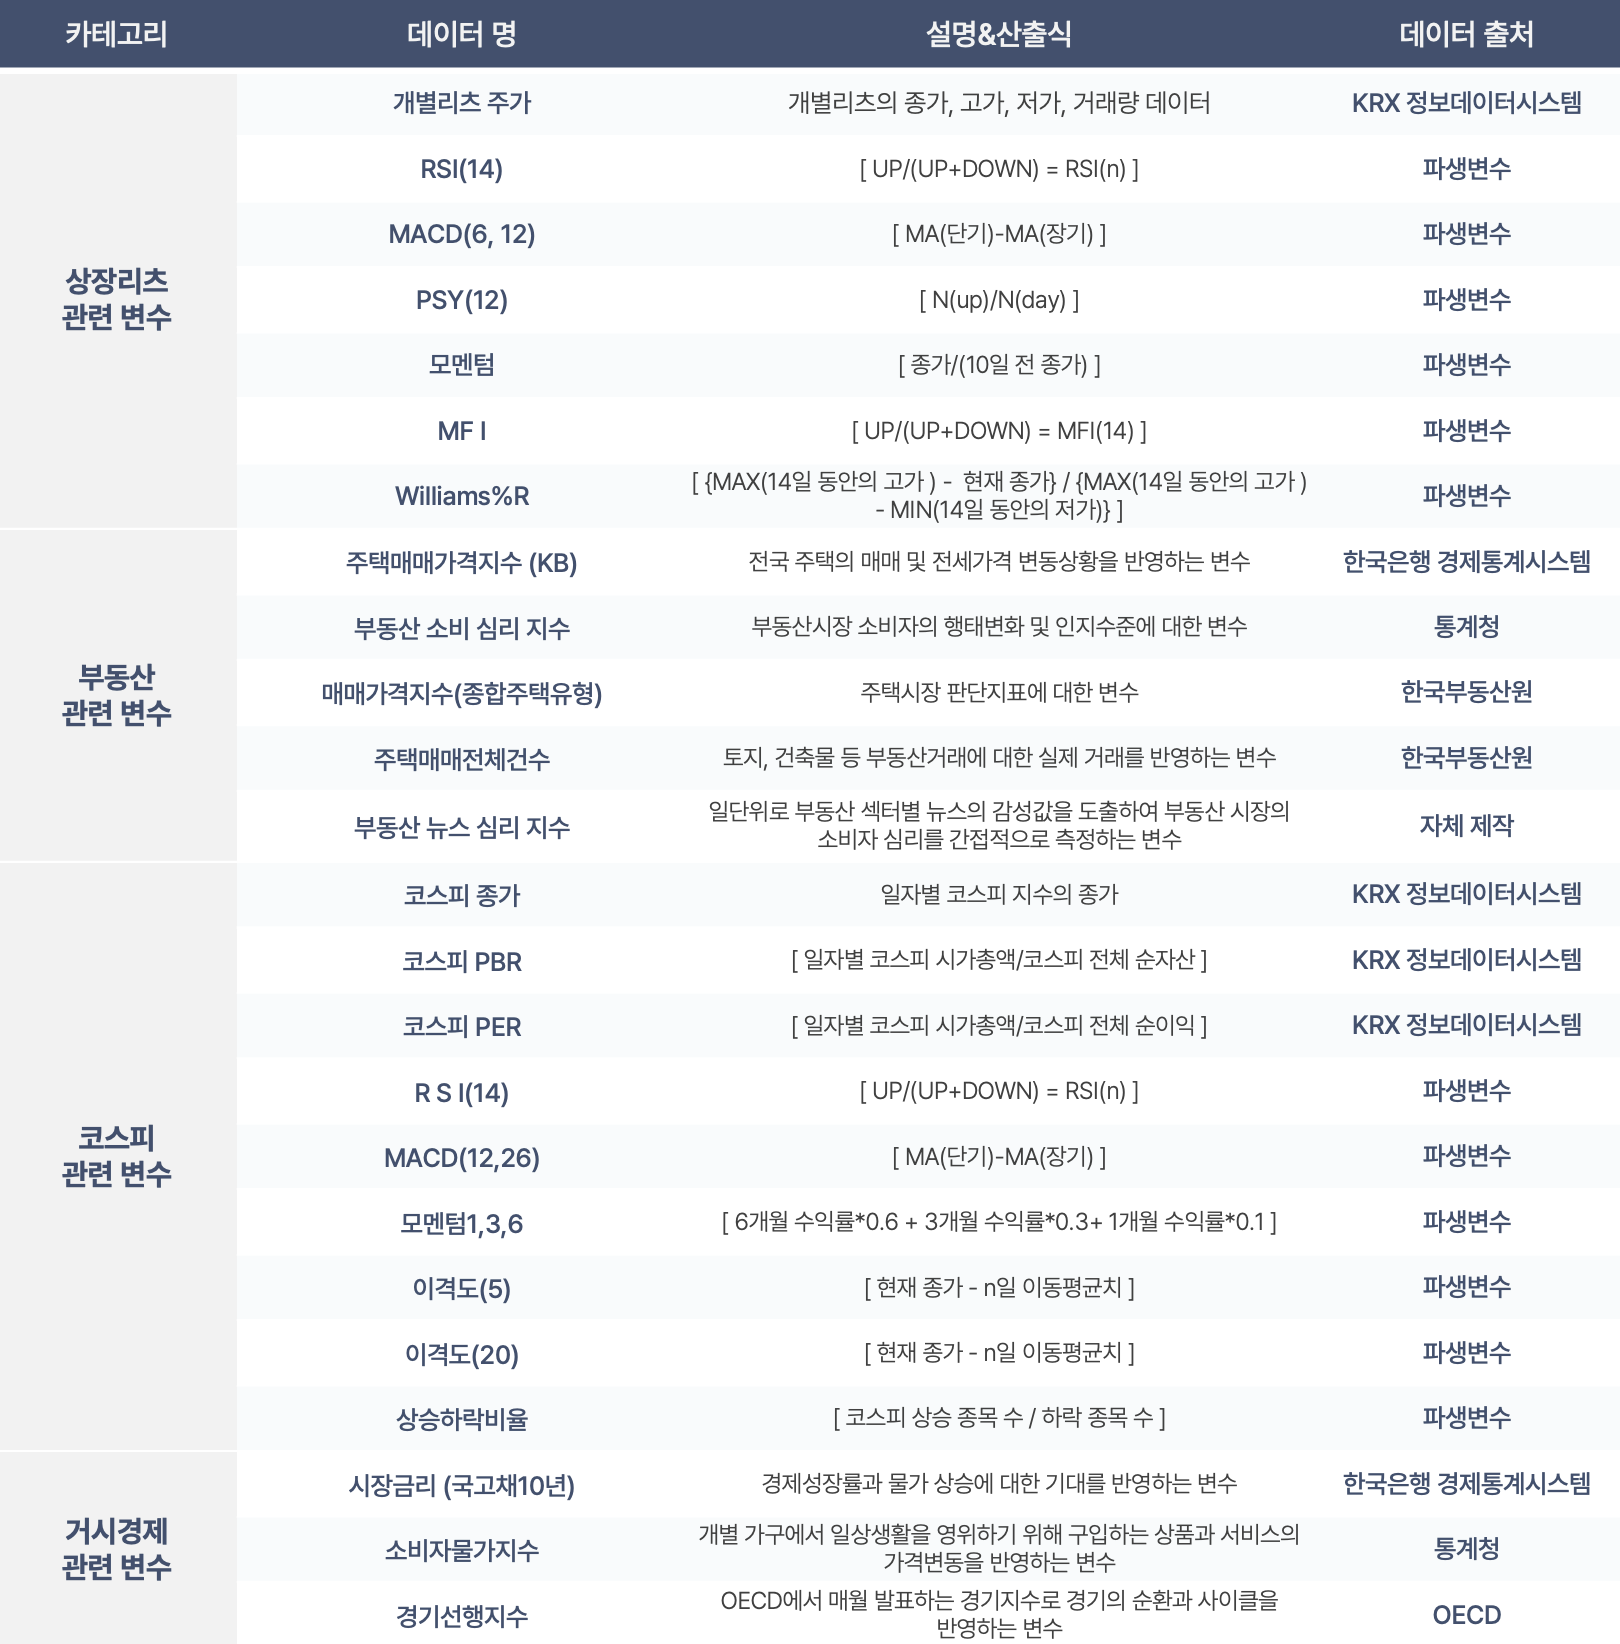 카테고리 데이터 명 설명&산출식 데이터 출처
상장리츠
관련 변수
개별리츠 주가 개별리츠의 종가, 고가, 저가, 거래량 데이터 KRX 정보데이터시스템
RSI(14) [ UP/(UP+DOWN) = RSI(n) ] 파생변수
MACD(6, 12) [ MA(단기)-MA(장기) ] 파생변수
PSY(12) [ N(up)/N(day) ] 파생변수
모멘텀 [ 종가/(10일 전 종가) ] 파생변수
MF I [ UP/(UP+DOWN) = MFI(14) ] 파생변수
Williams%R [ {MAX(14일 동안의 고가 ) - 현재 종가} / {MAX(14일 동안의 고가 )
- MIN(14일 동안의 저가)} ] 파생변수
부동산
관련 변수
주택매매가격지수 (KB) 전국 주택의 매매 및 전세가격 변동상황을 반영하는 변수 한국은행 경제통계시스템
부동산 소비 심리 지수 부동산시장 소비자의 행태변화 및 인지수준에 대한 변수 통계청
매매가격지수(종합주택유형) 주택시장 판단지표에 대한 변수 한국부동산원
주택매매전체건수 토지, 건축물 등 부동산거래에 대한 실제 거래를 반영하는 변수 한국부동산원
부동산 뉴스 심리 지수 일단위로 부동산 섹터별 뉴스의 감성값을 도출하여 부동산 시장의
소비자 심리를 간접적으로 측정하는 변수 자체 제작
코스피
관련 변수
코스피 종가 일자별 코스피 지수의 종가 KRX 정보데이터시스템
코스피 PBR [ 일자별 코스피 시가총액/코스피 전체 순자산 ] KRX 정보데이터시스템
코스피 PER [ 일자별 코스피 시가총액/코스피 전체 순이익 ] KRX 정보데이터시스템
R S I(14) [ UP/(UP+DOWN) = RSI(n) ] 파생변수
MACD(12,26) [ MA(단기)-MA(장기) ] 파생변수
모멘텀1,3,6 [ 6개월 수익률*0.6 + 3개월 수익률*0.3+ 1개월 수익률*0.1 ] 파생변수
이격도(5) [ 현재 종가 - n일 이동평균치 ] 파생변수
이격도(20) [ 현재 종가 - n일 이동평균치 ] 파생변수
상승하락비율 [ 코스피 상승 종목 수 / 하락 종목 수 ] 파생변수
거시경제
관련 변수
시장금리 (국고채10년) 경제성장률과 물가 상승에 대한 기대를 반영하는 변수 한국은행 경제통계시스템
소비자물가지수 개별 가구에서 일상생활을 영위하기 위해 구입하는 상품과 서비스의
가격변동을 반영하는 변수 통계청
경기선행지수 OECD에서 매월 발표하는 경기지수로 경기의 순환과 사이클을
반영하는 변수 OECD